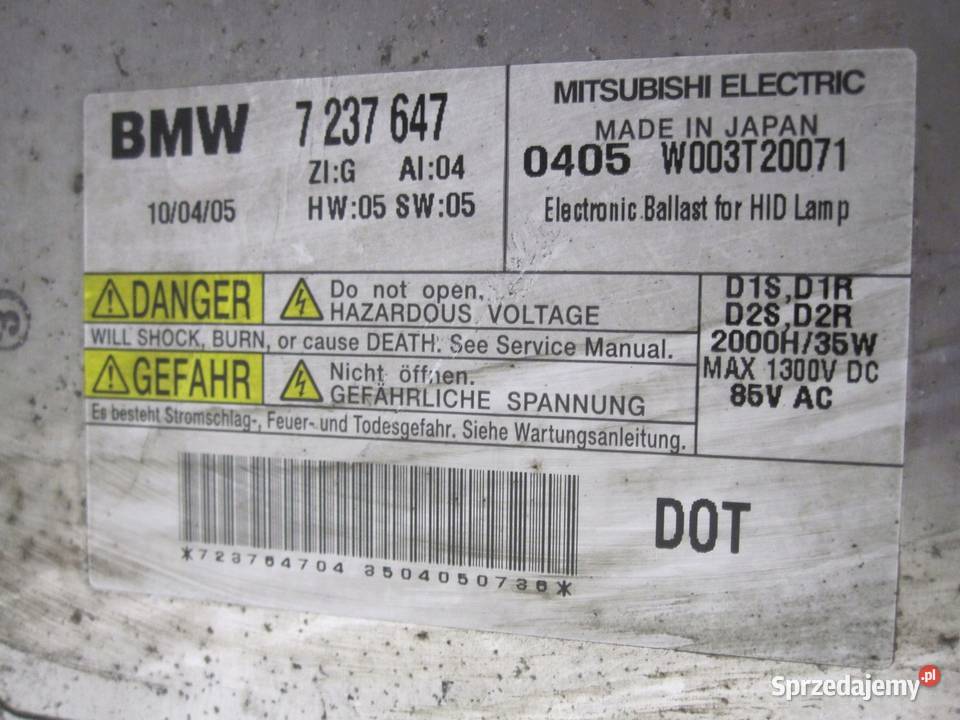 BMW 7 237 647
ZI:G AI:04
10/04/05 HW:05 SW:05
MITSUBISHI ELECTRIC
MADE IN JAPAN
0405 W003T20071
Electronic Ballast for HID Lamp
DANGER
Do not open.
HAZARDOUS VOLTAGE
WILL SHOCK, BURN, or cause DEATH. See Service Manual.
GEFAHR
Nicht öffnen.
GEFÄHRLICHE SPANNUNG
Es besteht Stromschlag-, Feuer- und Todesgefahr. Siehe Wartungsanleitung.
D1S,D1R
D2S,D2R
2000H/35W
MAX 1300V DC
85V AC
*723764704 3504050736*
DOT
Sprzedajemy.pl